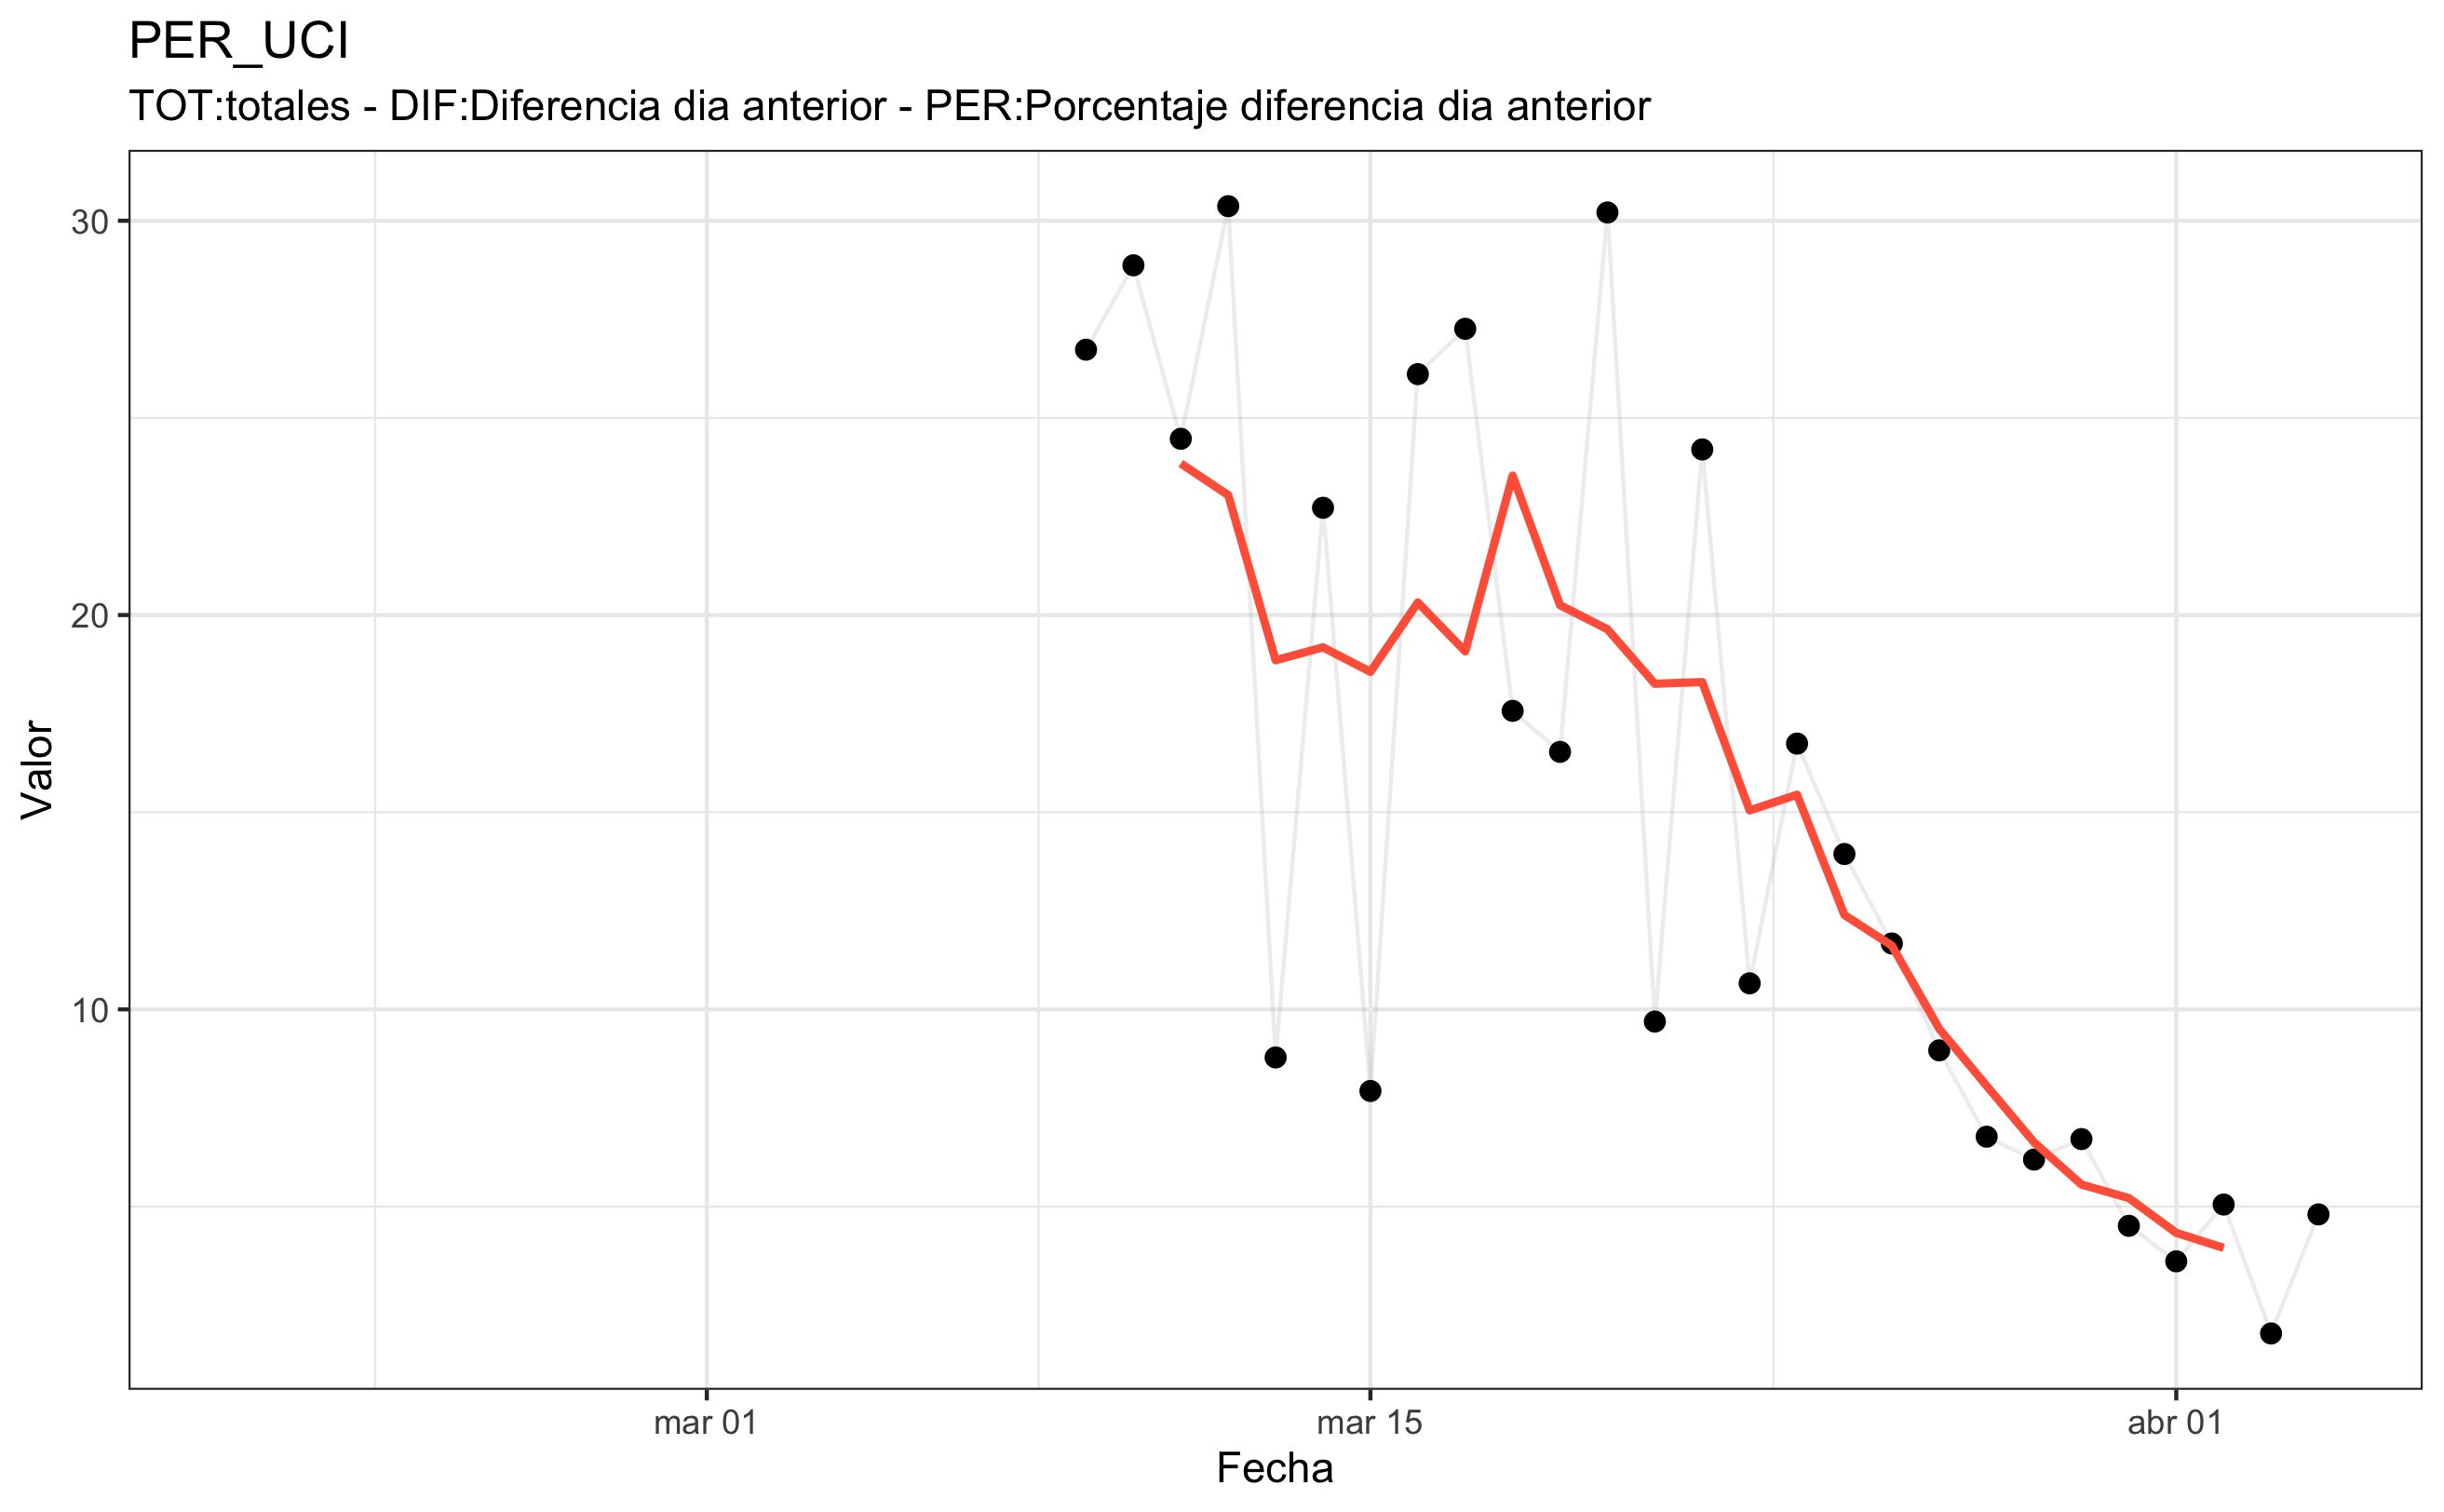 PER_UCI
TOT:totales - DIF:Diferencia dia anterior - PER:Porcentaje diferencia dia anterior
30
20
10
Valor
mar 01
mar 15
abr 01
Fecha